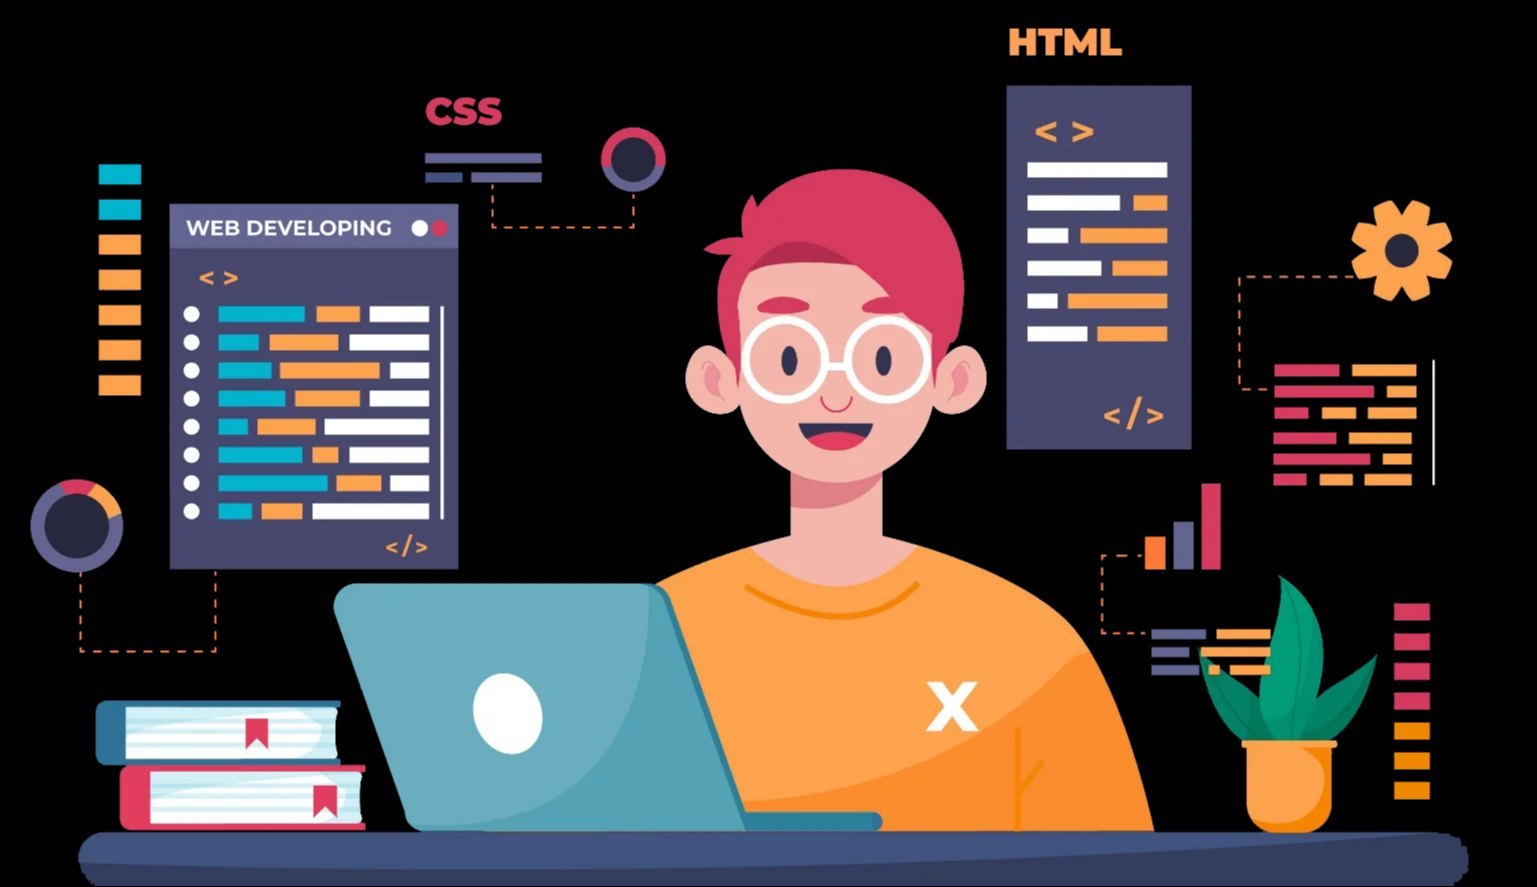 HTML
CSS
< >
WEB DEVELOPING
< >
</>
</>
X